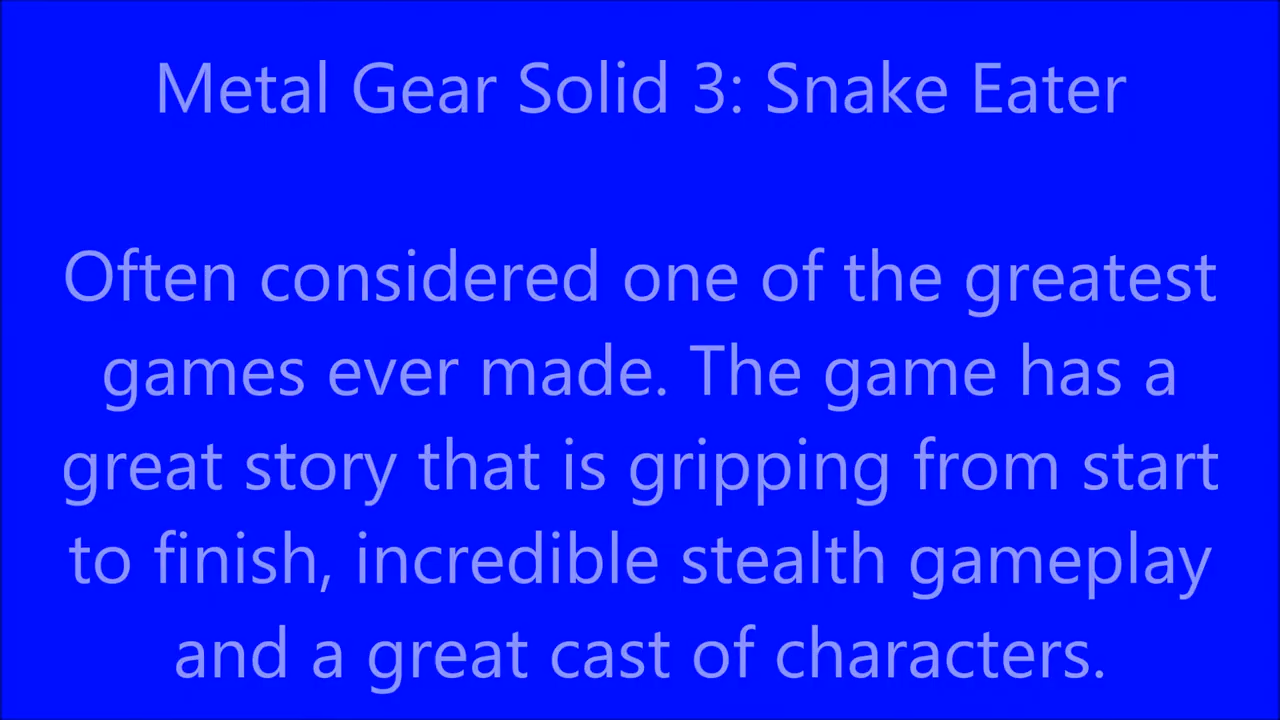 Metal Gear Solid 3: Snake Eater
Often considered one of the greatest
games ever made. The game has a
great story that is gripping from start
to finish, incredible stealth gameplay
and a great cast of characters.